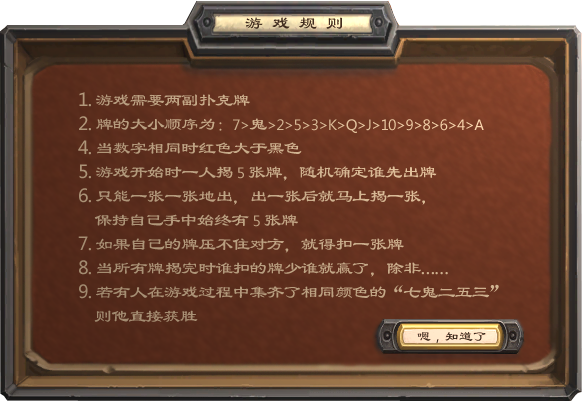 游戏规则
1. 游戏需要两副扑克牌
2. 牌的大小顺序为：7>鬼>2>5>3>K>Q>J>10>9>8>6>4>A
4. 当数字相同时红色大于黑色
5. 游戏开始时一人揭 5 张牌，随机确定谁先出牌
6. 只能一张一张地出，出一张后就马上揭一张，
保持自己手中始终有 5 张牌
7. 如果自己的牌压不住对方，就得扣一张牌
8. 当所有牌揭完时谁扣的牌少谁就赢了，除非……
9. 若有人在游戏过程中集齐了相同颜色的“七鬼二五三”
则他直接获胜
嗯，知道了